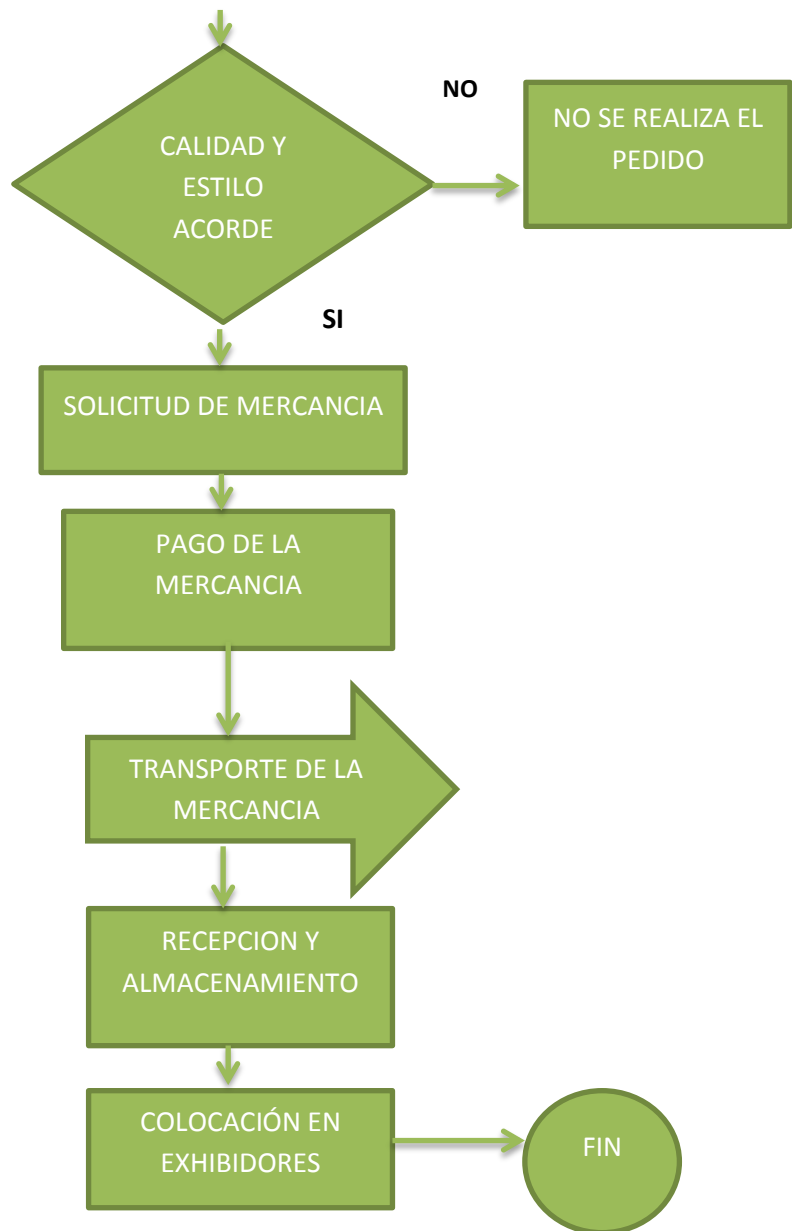 CALIDAD Y
ESTILO
ACORDE
NO
NO SE REALIZA EL
PEDIDO
SI
SOLICITUD DE MERCANCIA
PAGO DE LA
MERCANCIA
TRANSPORTE DE LA
MERCANCIA
RECEPCION Y
ALMACENAMIENTO
COLOCACIÓN EN
EXHIBIDORES
FIN